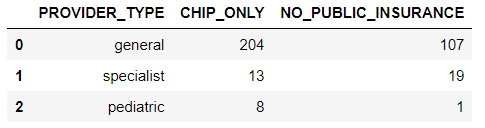 PROVIDER_TYPE CHIP_ONLY NO_PUBLIC_INSURANCE
0 general 204 107
1 specialist 13 19
2 pediatric 8 1